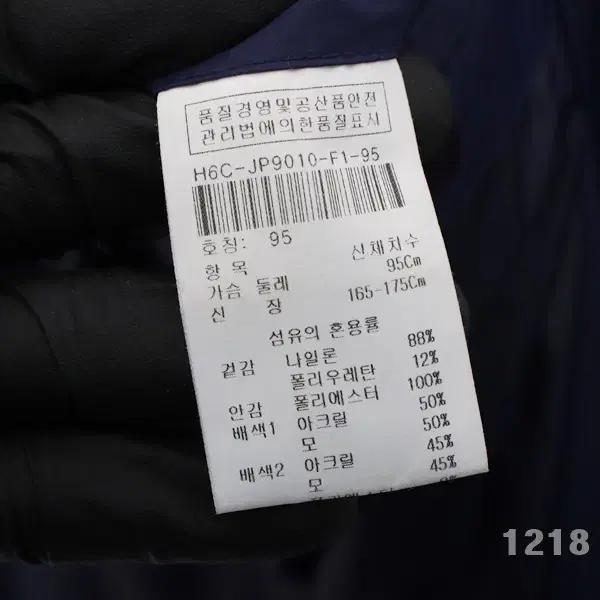 품질경영및공산품안전
관리법에의한품질표시
H6C-JP9010-F1-95
호칭: 95
항 목 신체치수
가슴 둘레 95Cm
신 장 165-175Cm
섬유의 혼용률
겉감 나일론 88%
폴리우레탄 12%
안감 폴리에스터 100%
배색1 아크릴 50%
모 50%
배색2 아크릴 45%
모 45%
1218